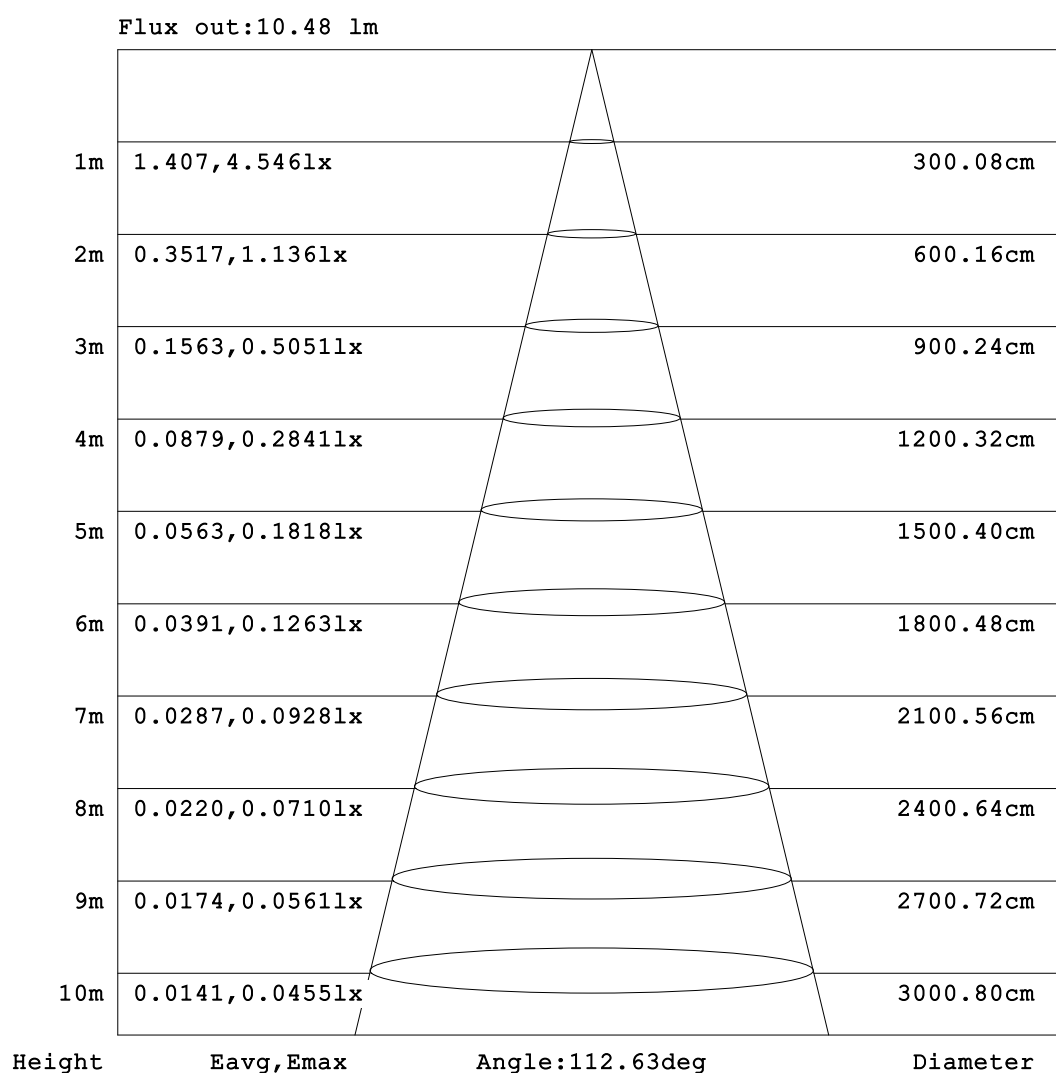 Flux out:10.48 lm
1m 1.407,4.546lx 300.08cm
2m 0.3517,1.136lx 600.16cm
3m 0.1563,0.5051lx 900.24cm
4m 0.0879,0.2841lx 1200.32cm
5m 0.0563,0.1818lx 1500.40cm
6m 0.0391,0.1263lx 1800.48cm
7m 0.0287,0.0928lx 2100.56cm
8m 0.0220,0.0710lx 2400.64cm
9m 0.0174,0.0561lx 2700.72cm
10m 0.0141,0.0455lx 3000.80cm
Height Eavg,Emax Angle:112.63deg Diameter